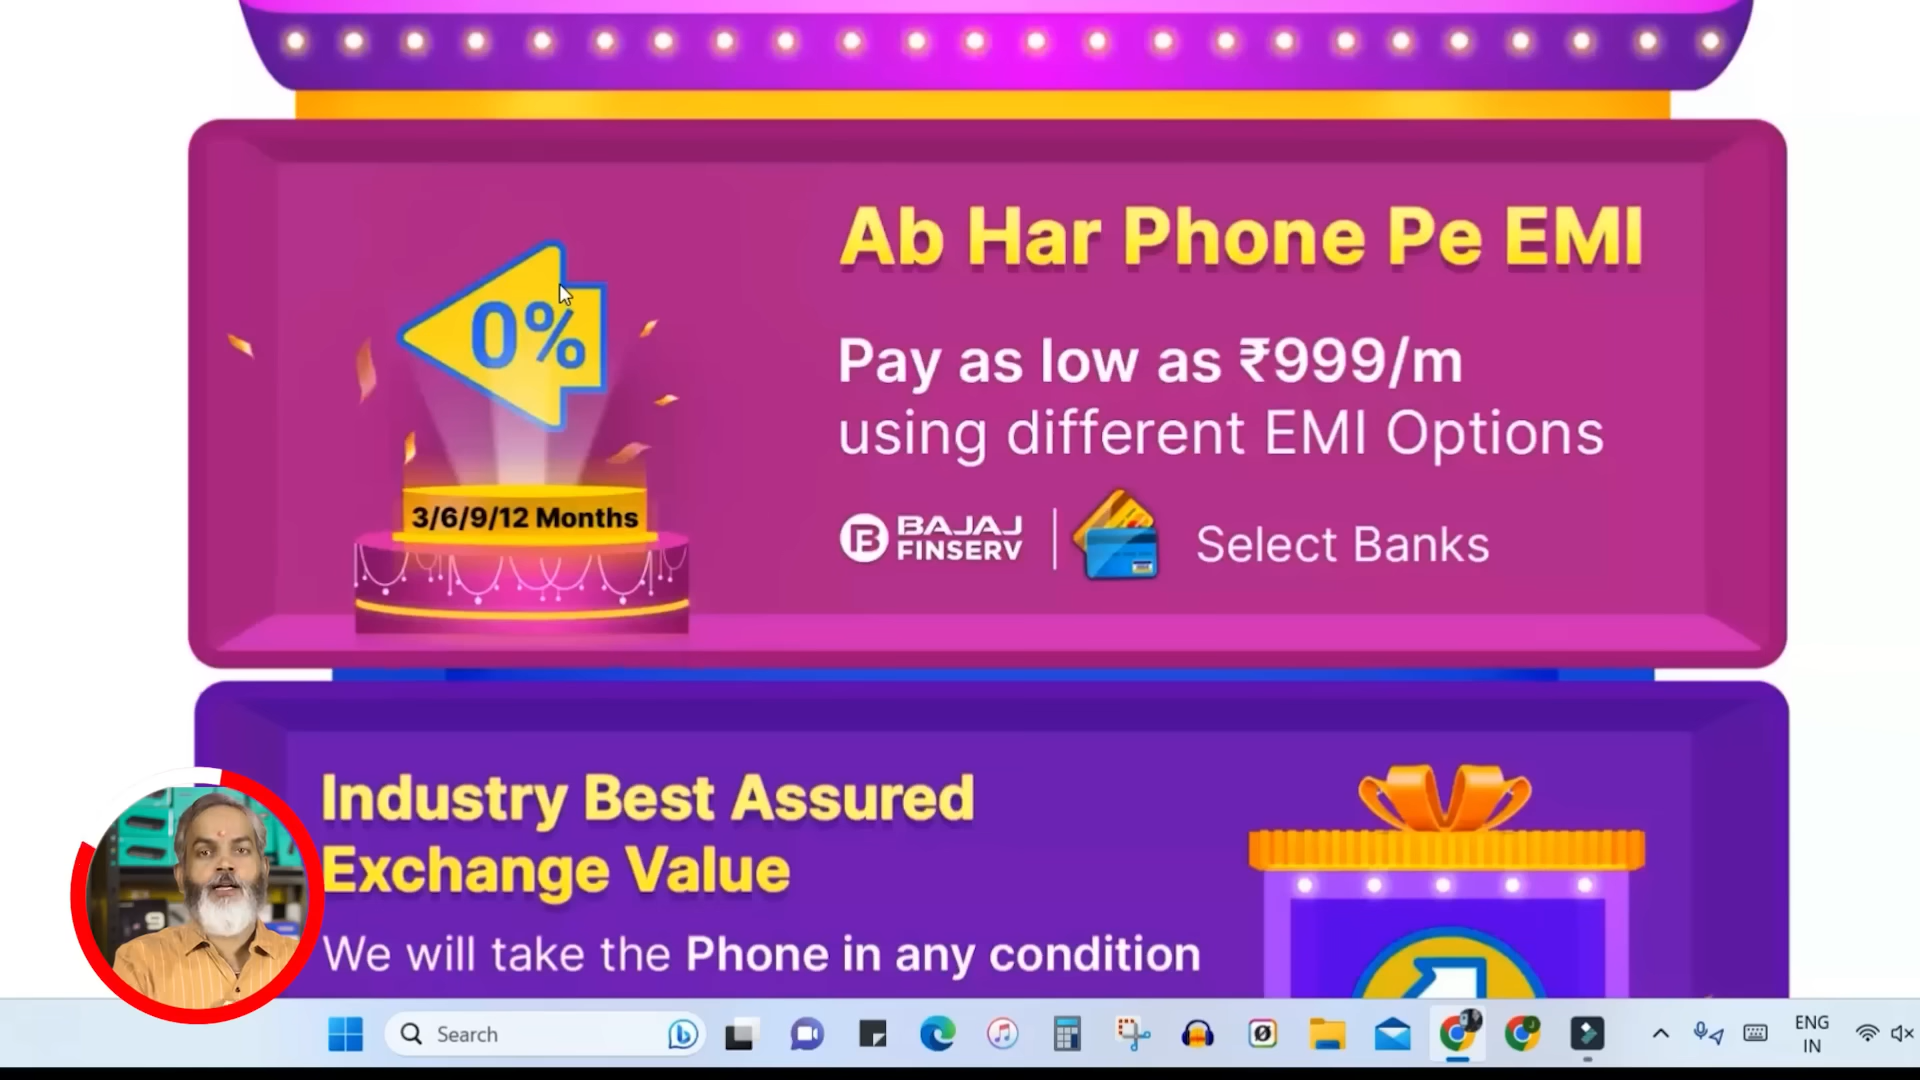 Ab Har Phone Pe EMI
0%
Pay as low as ₹999/m
using different EMI Options
3/6/9/12 Months
BAJAJ
FINSERV
Select Banks
Industry Best Assured
Exchange Value
We will take the Phone in any condition
Search
ENG
IN